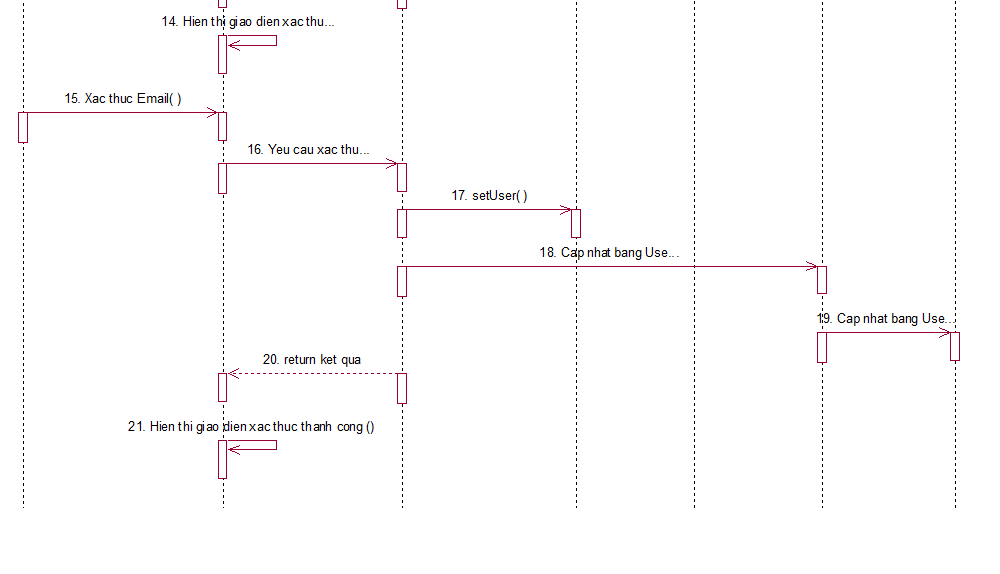 14. Hien thi giao dien xac thu...
15. Xac thuc Email( )
16. Yeu cau xac thu...
17. setUser( )
18. Cap nhat bang Use...
19. Cap nhat bang Use...
20. return ket qua
21. Hien thi giao dien xac thuc thanh cong ()